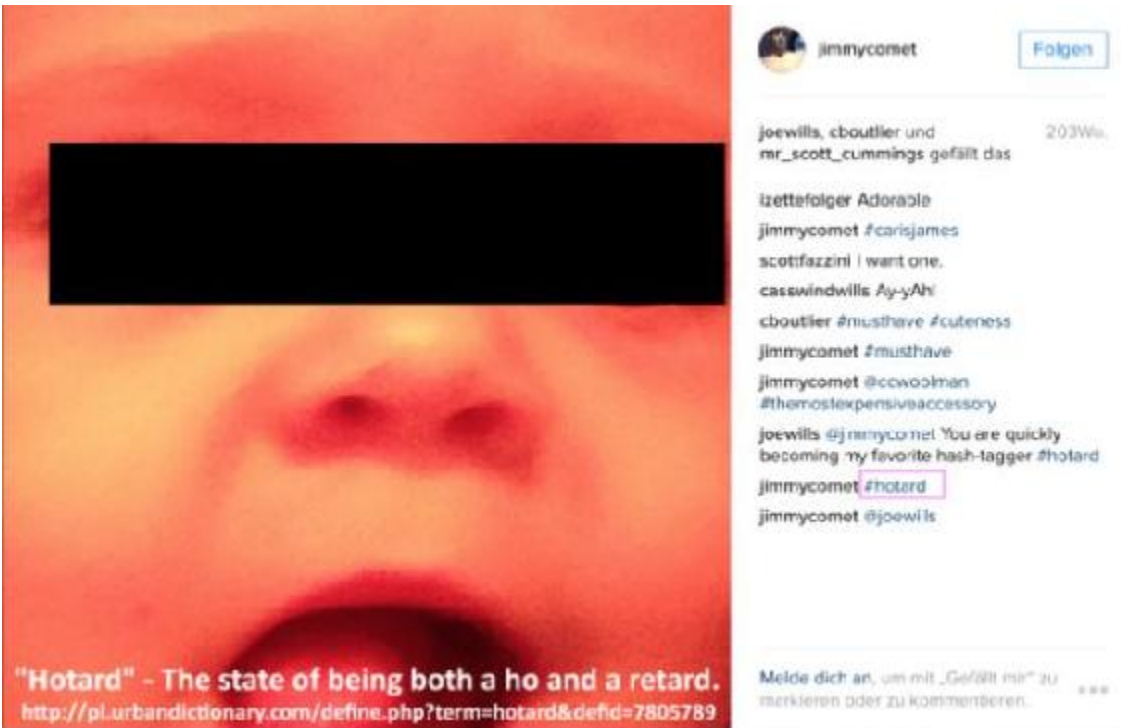 jimmycomet
Folgen
joewills, cboutlier und
203Wo.
mr_scott_cummings gefällt das
izettefolger Adorable
jimmycomet #carisjames
scottfazzini I want one.
casswindwills Ay-yAh!
cboutlier #musthave #cuteness
jimmycomet #musthave
jimmycomet @ccwoolman
#themostexpensiveaccessory
joewills @jimmycomet You are quickly
becoming my favorite hash-tagger #hotard
jimmycomet #hotard
jimmycomet @joewills
Melde dich an, um mit „Gefällt mir" zu
markieren oder zu kommentieren.
"Hotard" - The state of being both a ho and a retard.
http://pl.urbandictionary.com/define.php?term=hotard&defid=7805789